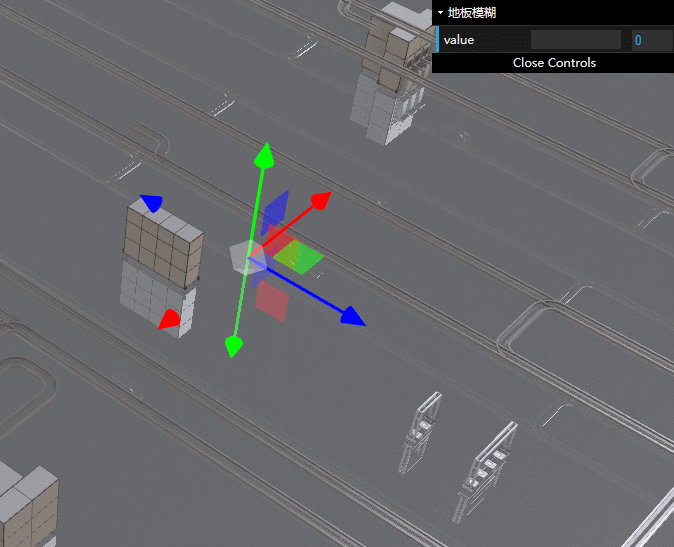 地板模糊
value
0
Close Controls